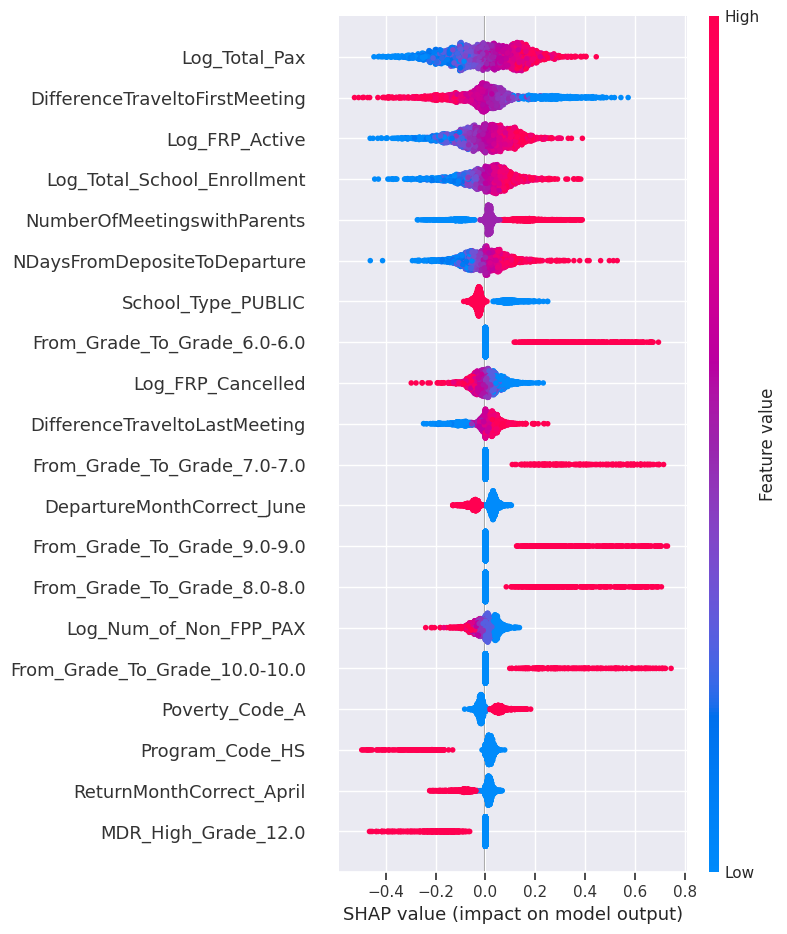 High
Log_Total_Pax
DifferenceTraveltoFirstMeeting
Log_FRP_Active
Log_Total_School_Enrollment
NumberOfMeetingswithParents
NDaysFromDepositeToDeparture
School_Type_PUBLIC
From_Grade_To_Grade_6.0-6.0
Log_FRP_Cancelled
DifferenceTraveltoLastMeeting
From_Grade_To_Grade_7.0-7.0
DepartureMonthCorrect_June
From_Grade_To_Grade_9.0-9.0
From_Grade_To_Grade_8.0-8.0
Log_Num_of_Non_FPP_PAX
From_Grade_To_Grade_10.0-10.0
Poverty_Code_A
Program_Code_HS
ReturnMonthCorrect_April
MDR_High_Grade_12.0
Feature value
Low
−0.4 −0.2 0.0 0.2 0.4 0.6 0.8
SHAP value (impact on model output)